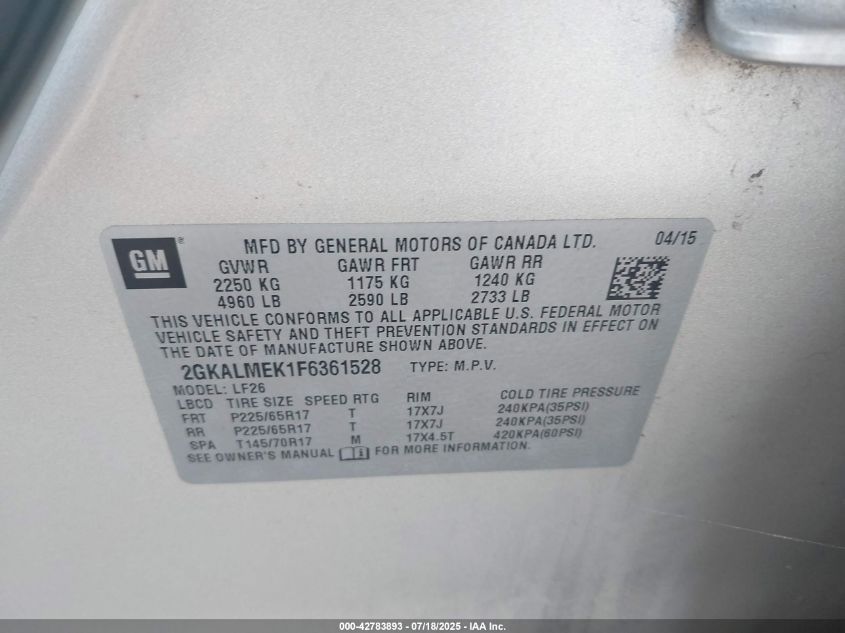 GM ®
MFD BY GENERAL MOTORS OF CANADA LTD. 04/15
GVWR GAWR FRT GAWR RR
2250 KG 1175 KG 1240 KG
4960 LB 2590 LB 2733 LB
THIS VEHICLE CONFORMS TO ALL APPLICABLE U.S. FEDERAL MOTOR
VEHICLE SAFETY AND THEFT PREVENTION STANDARDS IN EFFECT ON
THE DATE OF MANUFACTURE SHOWN ABOVE.
2GKALMEK1F6361528 TYPE: M.P.V.
MODEL: LF26
LBCD TIRE SIZE SPEED RTG RIM COLD TIRE PRESSURE
FRT P225/65R17 T 17X7J 240KPA(35PSI)
RR P225/65R17 T 17X7J 240KPA(35PSI)
SPA T145/70R17 M 17X4.5T 420KPA(60PSI)
SEE OWNER'S MANUAL FOR MORE INFORMATION.
000-42783893 - 07/18/2025 - IAA Inc.